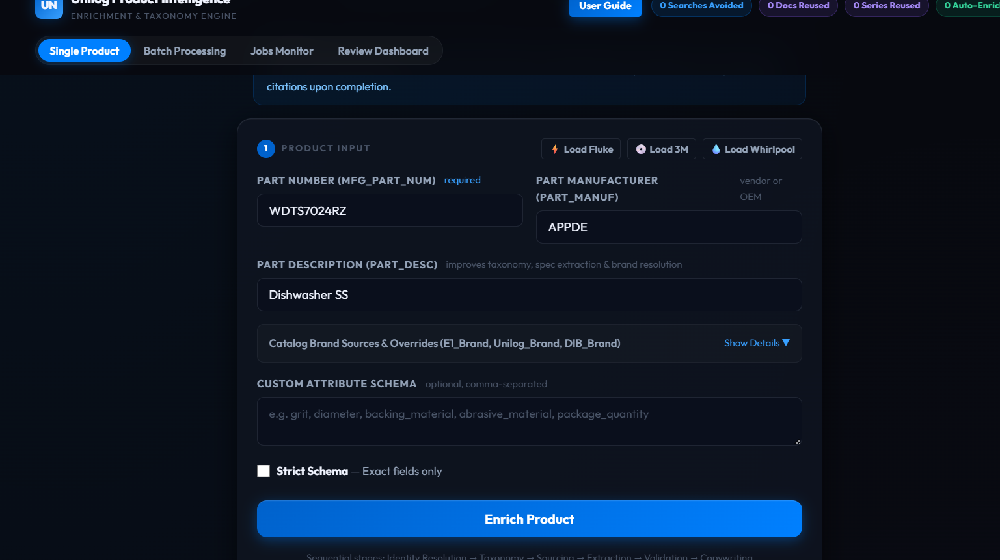 UN
Unilog Product Intelligence
ENRICHMENT & TAXONOMY ENGINE
User Guide
0 Searches Avoided
0 Docs Reused
0 Series Reused
Single Product
Batch Processing
Jobs Monitor
Review Dashboard
citations upon completion.
1 PRODUCT INPUT
Load Fluke
Load 3M
Load Whirlpool
PART NUMBER (MFG_PART_NUM) required
WDTS7024RZ
PART MANUFACTURER
(PART_MANUF)
vendor or
OEM
APPDE
PART DESCRIPTION (PART_DESC) improves taxonomy, spec extraction & brand resolution
Dishwasher SS
Catalog Brand Sources & Overrides (E1_Brand, Unilog_Brand, DIB_Brand)
Show Details ▼
CUSTOM ATTRIBUTE SCHEMA optional, comma-separated
e.g. grit, diameter, backing_material, abrasive_material, package_quantity
Strict Schema — Exact fields only
Enrich Product
Sequential stages: Identity Resolution → Taxonomy → Sourcing → Extraction → Validation → Copywriting